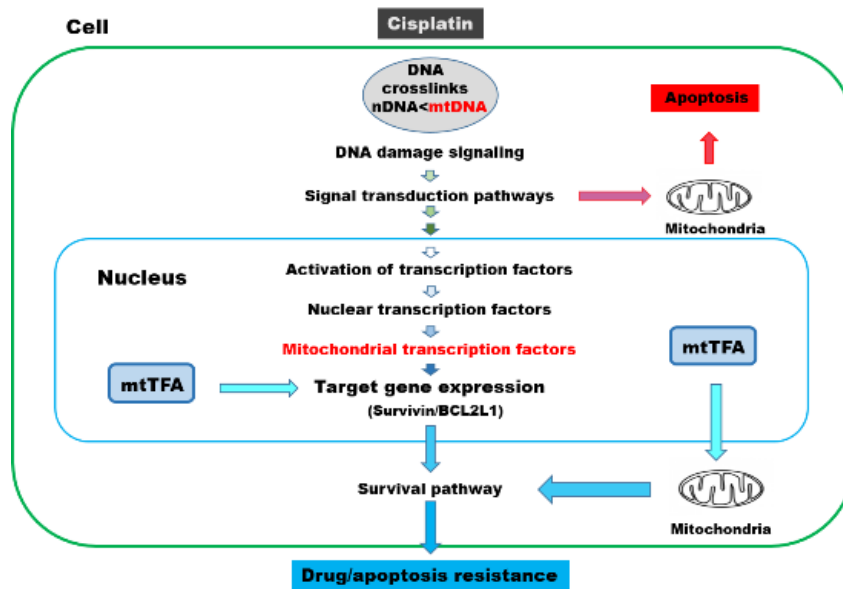 Cell
Cisplatin
DNA
crosslinks
nDNA<mtDNA
Apoptosis
DNA damage signaling
Signal transduction pathways
Mitochondria
Nucleus
Activation of transcription factors
Nuclear transcription factors
Mitochondrial transcription factors
mtTFA
mtTFA
Target gene expression
(Survivin/BCL2L1)
Survival pathway
Mitochondria
Drug/apoptosis resistance